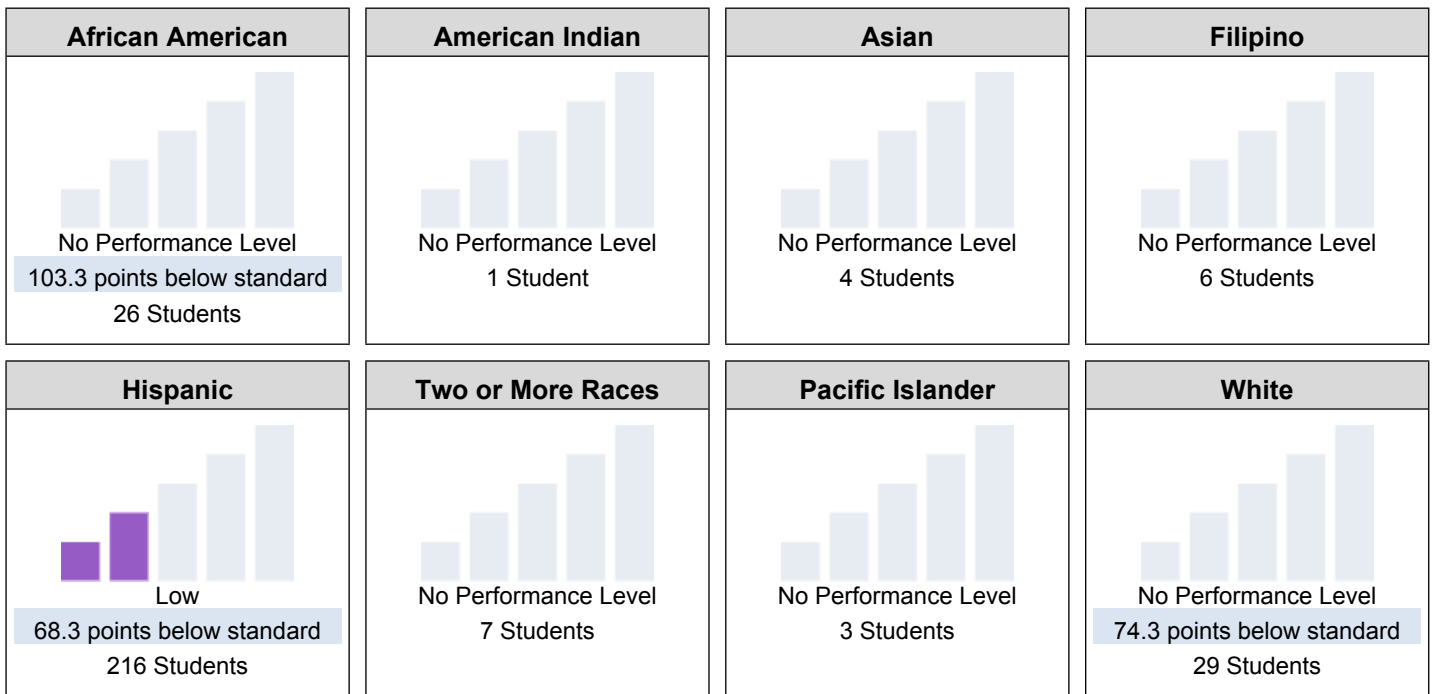 African American
No Performance Level
103.3 points below standard
26 Students
American Indian
No Performance Level
1 Student
Asian
No Performance Level
4 Students
Filipino
No Performance Level
6 Students
Hispanic
Low
68.3 points below standard
216 Students
Two or More Races
No Performance Level
7 Students
Pacific Islander
No Performance Level
3 Students
White
No Performance Level
74.3 points below standard
29 Students